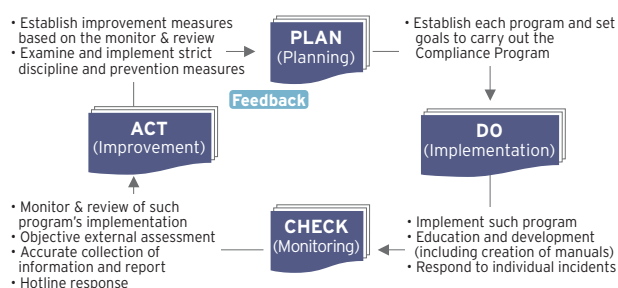 • Establish improvement measures
based on the monitor & review
• Examine and implement strict
discipline and prevention measures
PLAN
(Planning)
• Establish each program and set
goals to carry out the
Compliance Program
Feedback
ACT
(Improvement)
DO
(Implementation)
• Monitor & review of such
program's implementation
• Objective external assessment
• Accurate collection of
information and report
• Hotline response
CHECK
(Monitoring)
• Implement such program
• Education and development
(including creation of manuals)
• Respond to individual incidents